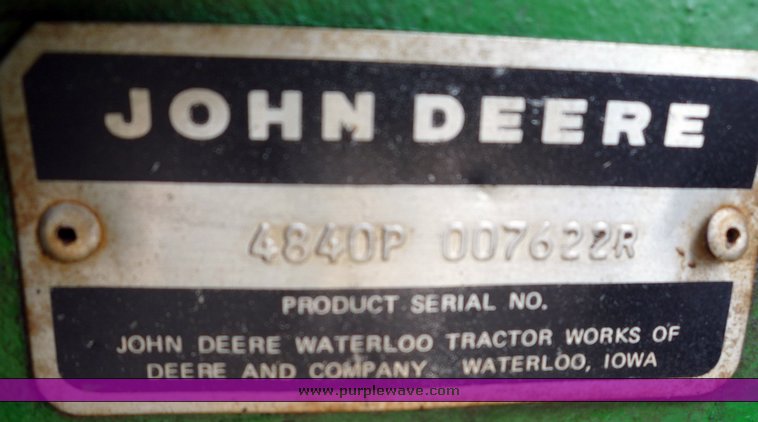 JOHN DEERE
4840P 007622R
PRODUCT SERIAL NO.
JOHN DEERE WATERLOO TRACTOR WORKS OF
DEERE AND COMPANY WATERLOO, IOWA
www.purplewave.com